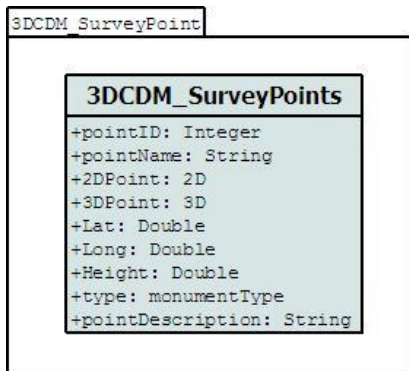 3DCDM_SurveyPoint
3DCDM_SurveyPoints
+pointID: Integer
+pointName: String
+2DPoint: 2D
+3DPoint: 3D
+Lat: Double
+Long: Double
+Height: Double
+type: monumentType
+pointDescription: String